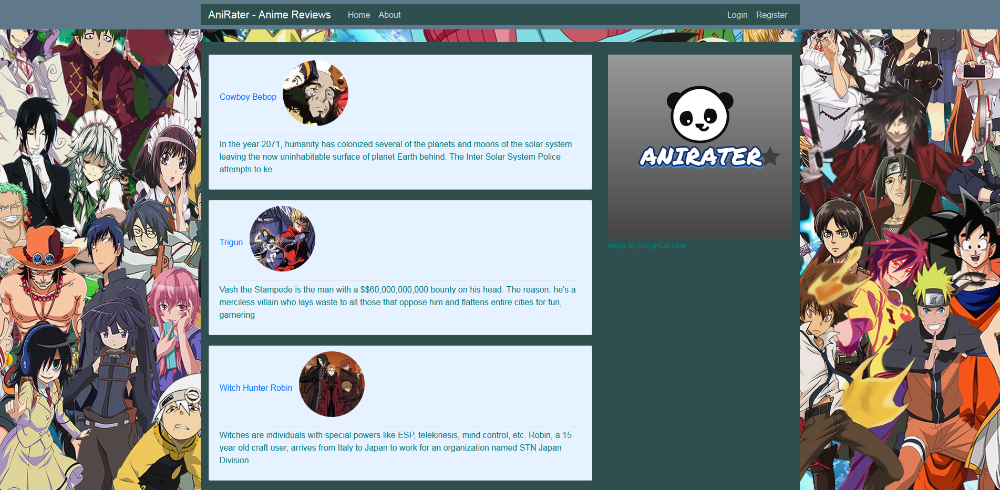 AniRater - Anime Reviews Home About Login Register
Cowboy Bebop
In the year 2071, humanity has colonized several of the planets and moons of the solar system
leaving the now uninhabitable surface of planet Earth behind. The Inter Solar System Police
attempts to ke
ANIRATER
Image by DesignEvo.com
Trigun
Vash the Stampede is the man with a $$60,000,000,000 bounty on his head. The reason: he's a
merciless villain who lays waste to all those that oppose him and flattens entire cities for fun,
garnering
Witch Hunter Robin
Witches are individuals with special powers like ESP, telekinesis, mind control, etc. Robin, a 15
year old craft user, arrives from Italy to Japan to work for an organization named STN Japan
Division